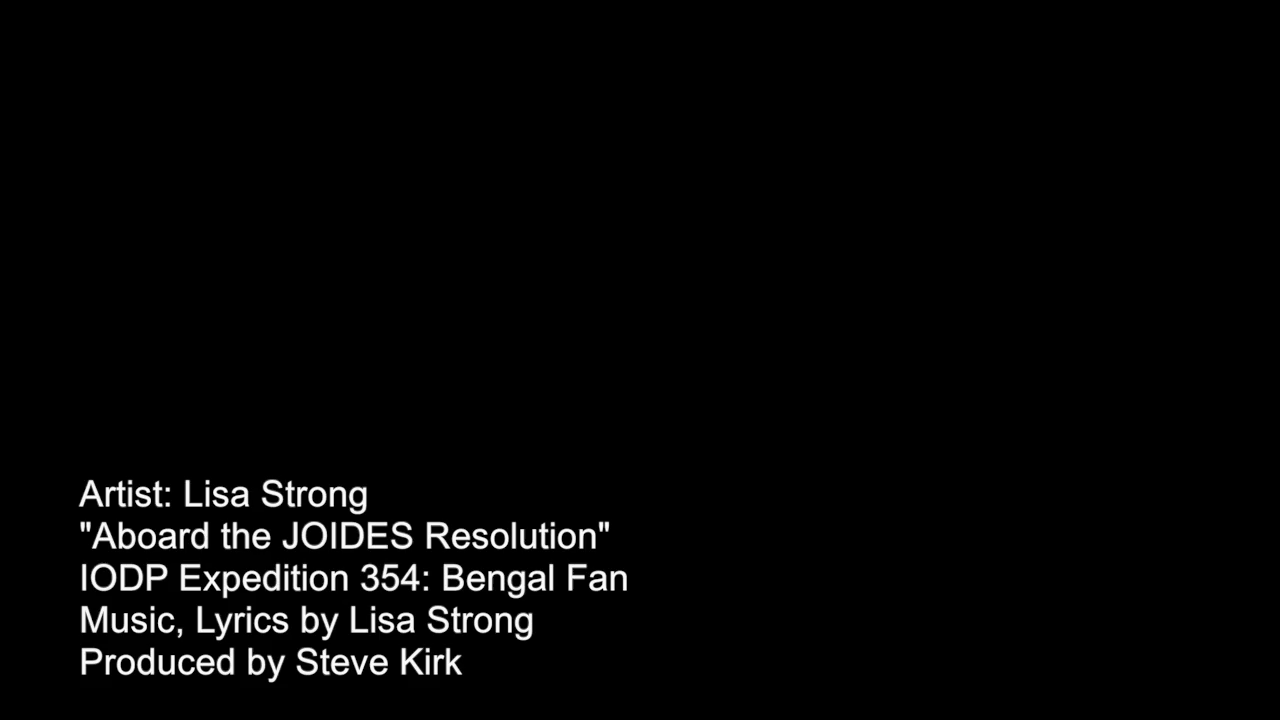 Artist: Lisa Strong
"Aboard the JOIDES Resolution"
IODP Expedition 354: Bengal Fan
Music, Lyrics by Lisa Strong
Produced by Steve Kirk